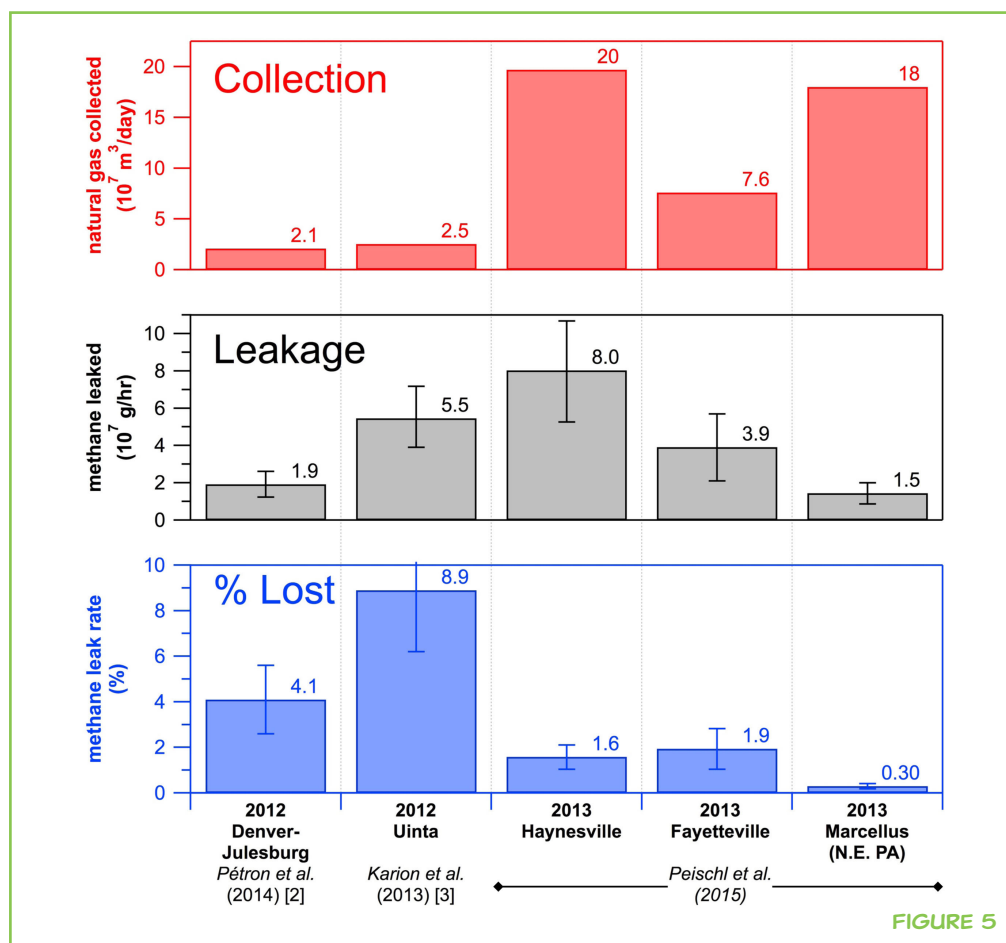 Collection
natural gas collected
(10⁷ m³/day)
20
15
10
5
0
2.1
2.5
20
7.6
18
Leakage
methane leaked
(10⁷ g/hr)
10
8
6
4
2
0
1.9
5.5
8.0
3.9
1.5
% Lost
methane leak rate
(%)
10
8
6
4
2
0
4.1
8.9
1.6
1.9
0.30
2012
Denver-
Julesburg
Pétron et al.
(2014) [2]
2012
Uinta
Karion et al.
(2013) [3]
2013
Haynesville
2013
Fayetteville
2013
Marcellus
(N.E. PA)
Peischl et al.
(2015)
FIGURE 5